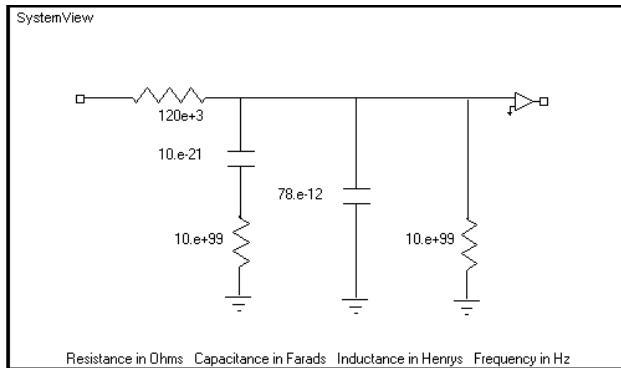 SystemView
120e+3
10.e-21
78.e-12
10.e+99
10.e+99
Resistance in Ohms Capacitance in Farads Inductance in Henrys Frequency in Hz